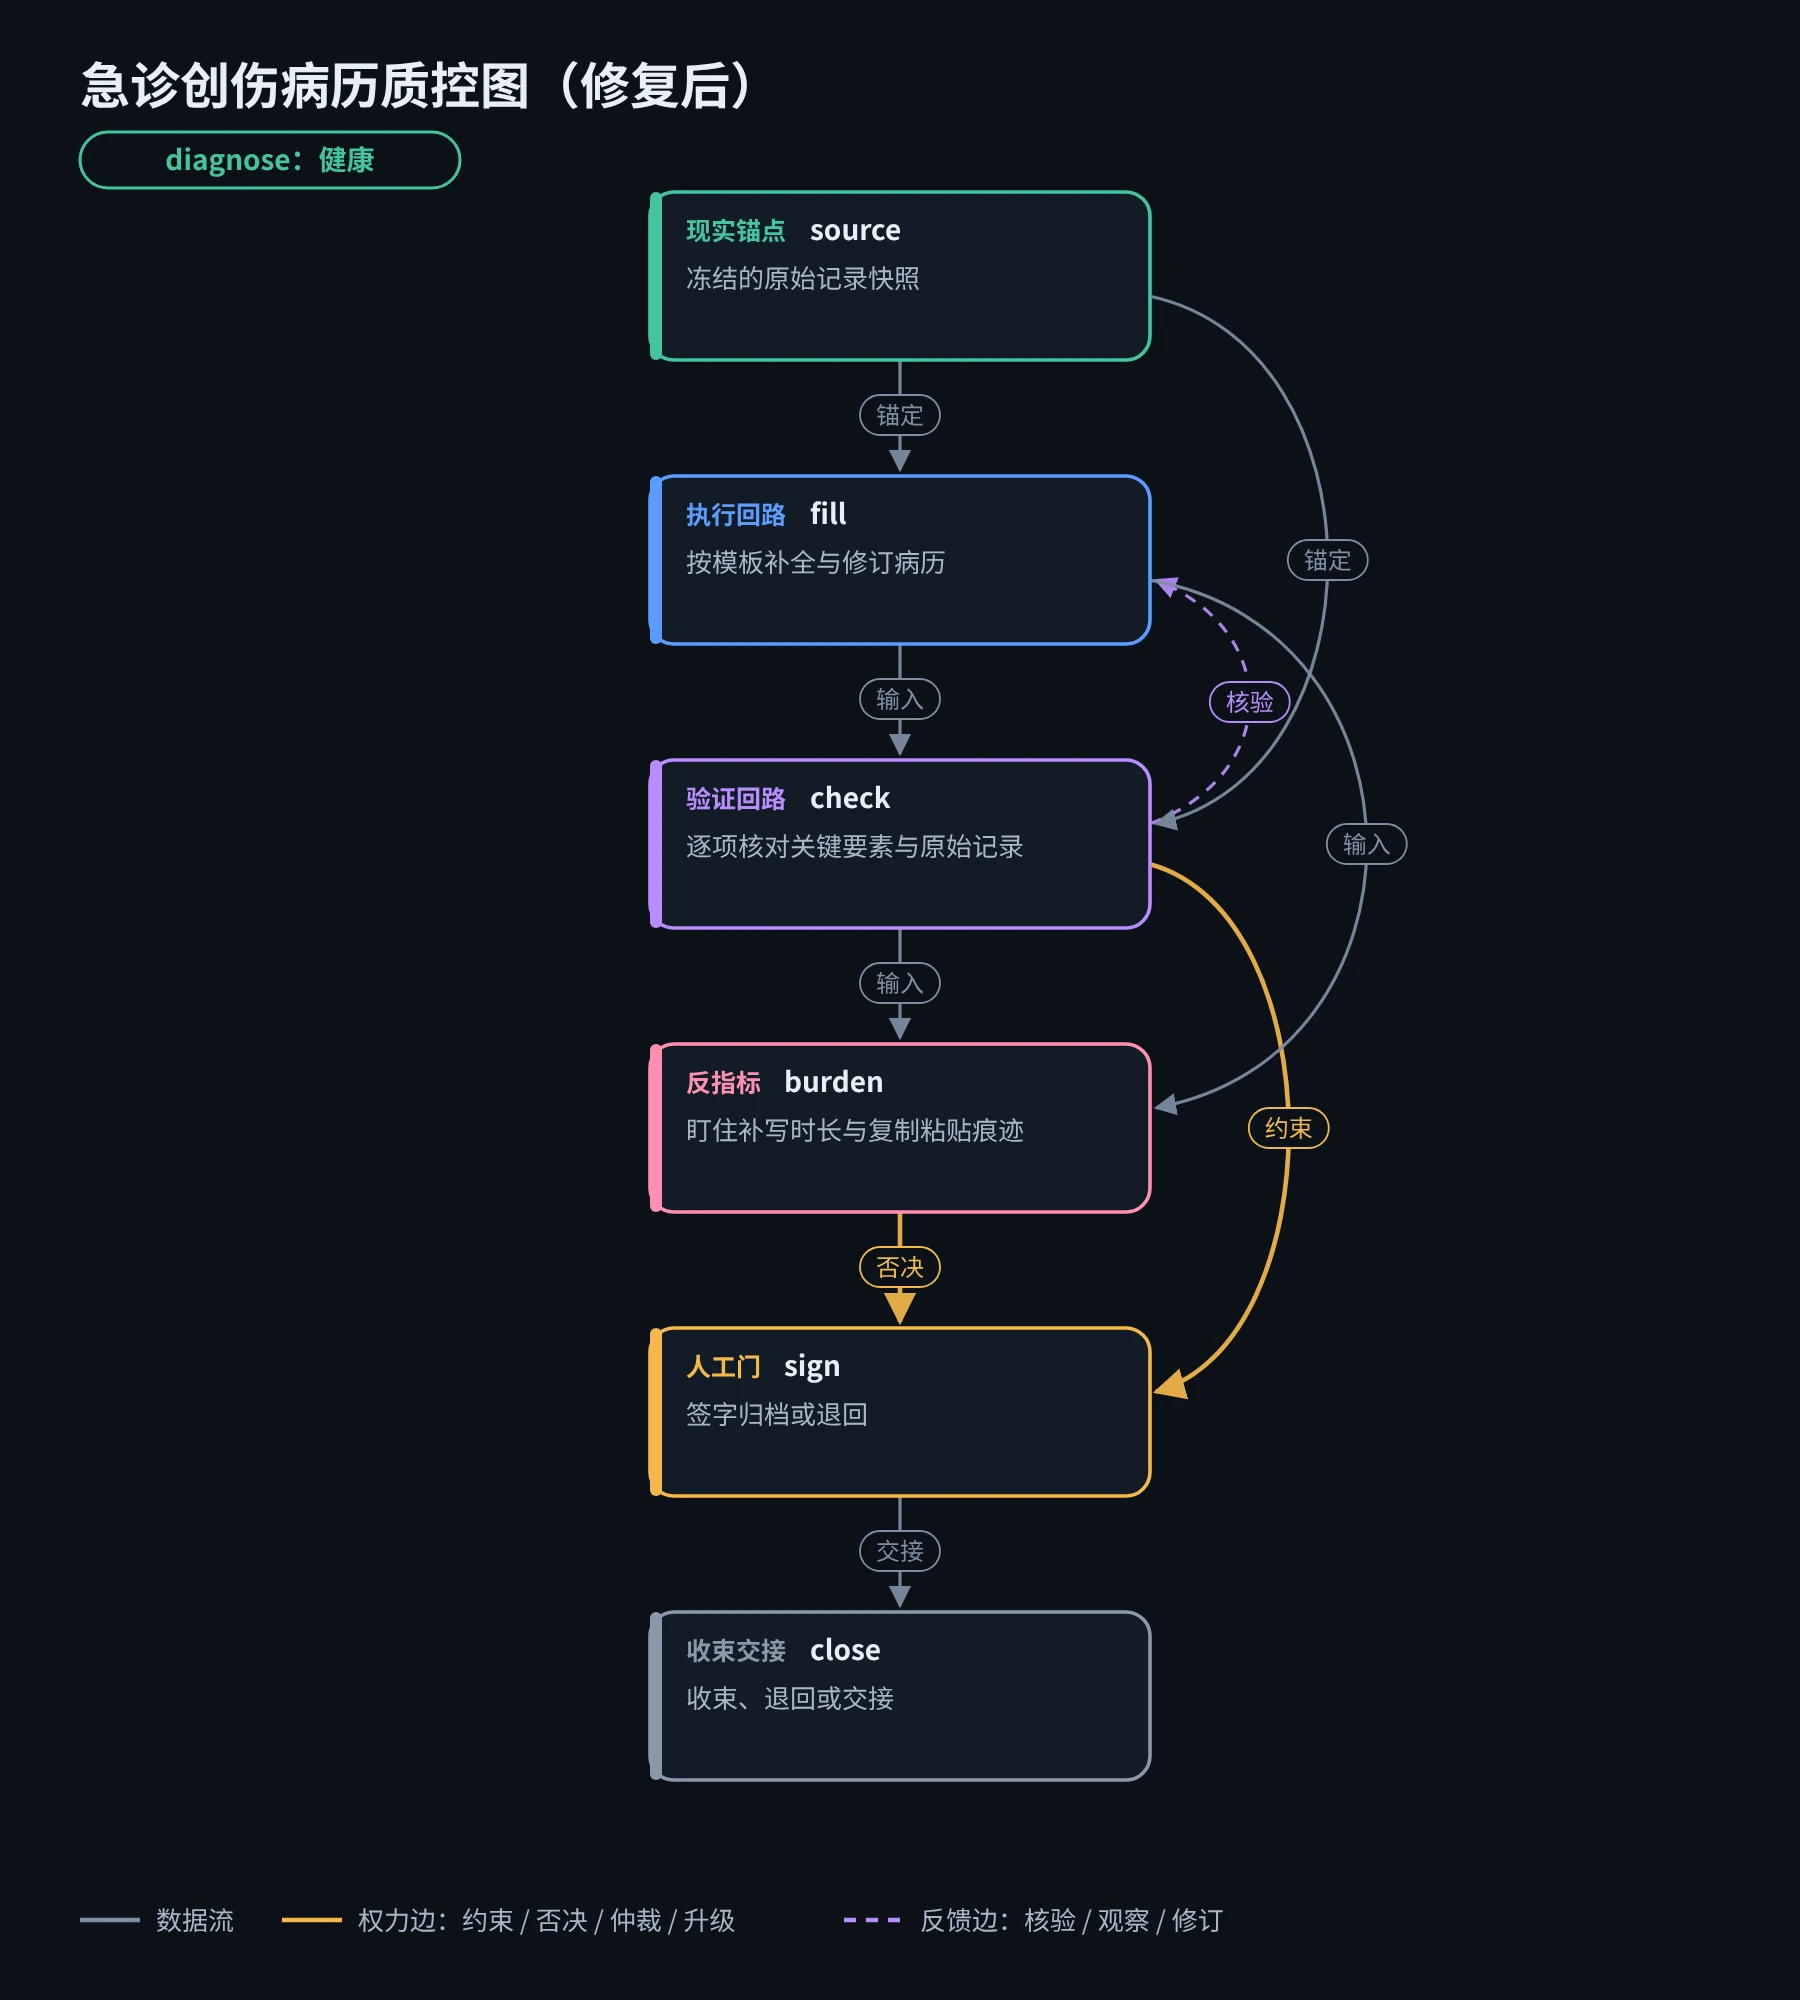 急诊创伤病历质控图（修复后）
diagnose：健康
现实锚点 source
冻结的原始记录快照
锚定
执行回路 fill
按模板补全与修订病历
锚定
输入
核验
验证回路 check
逐项核对关键要素与原始记录
输入
输入
反指标 burden
盯住补写时长与复制粘贴痕迹
约束
否决
人工门 sign
签字归档或退回
交接
收束交接 close
收束、退回或交接
数据流
权力边：约束 / 否决 / 仲裁 / 升级
反馈边：核验 / 观察 / 修订